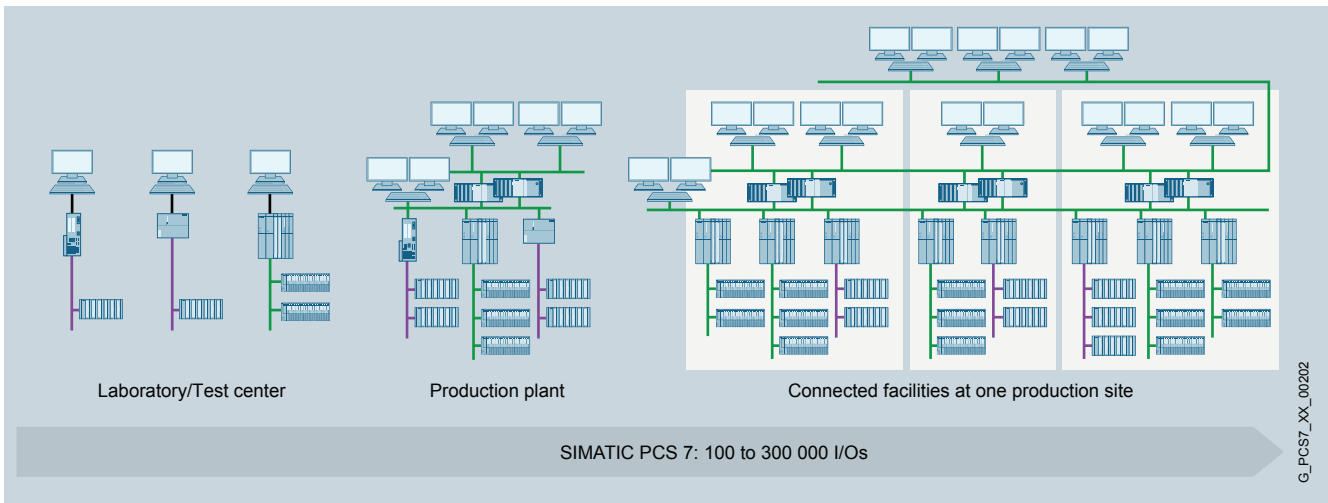 Laboratory/Test center
Production plant
Connected facilities at one production site
SIMATIC PCS 7: 100 to 300 000 I/Os
G_PCS7_XX_00202